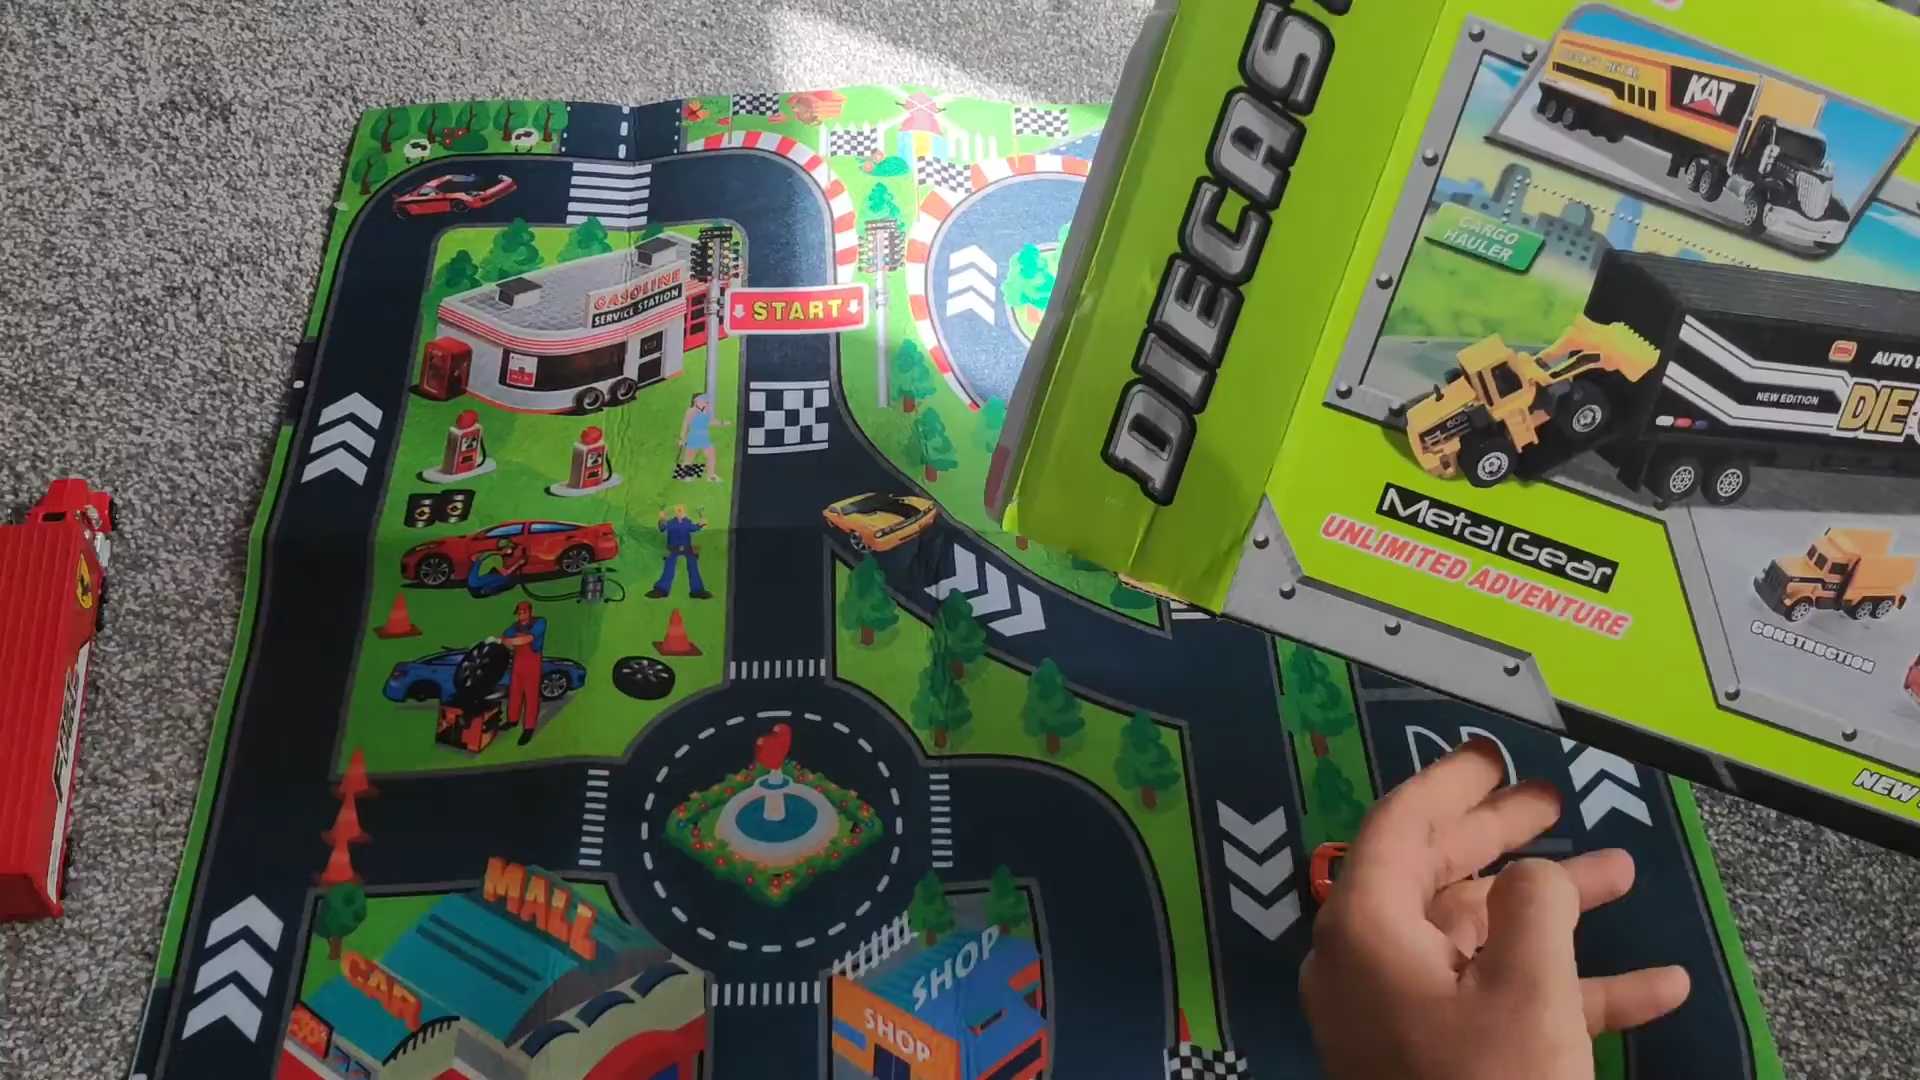 GASOLINE
SERVICE STATION
START
MALL
CAR
SHOP
SHOP
DIECAST
KAT
CARGO
HAULER
AUTO
NEW EDITION
DIE
Metal Gear
UNLIMITED ADVENTURE
CONSTRUCTION
NEW